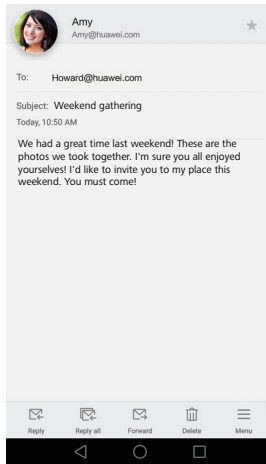 Amy
Amy@huawei.com
To: Howard@huawei.com
Subject: Weekend gathering
Today, 10:50 AM
We had a great time last weekend! These are the
photos we took together. I'm sure you all enjoyed
yourselves! I'd like to invite you to my place this
weekend. You must come!
Reply Reply all Forward Delete Menu